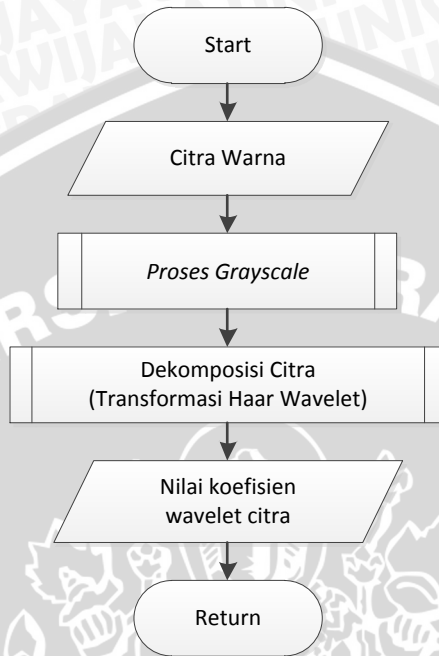 Start
Citra Warna
Proses Grayscale
Dekomposisi Citra
(Transformasi Haar Wavelet)
Nilai koefisien
wavelet citra
Return